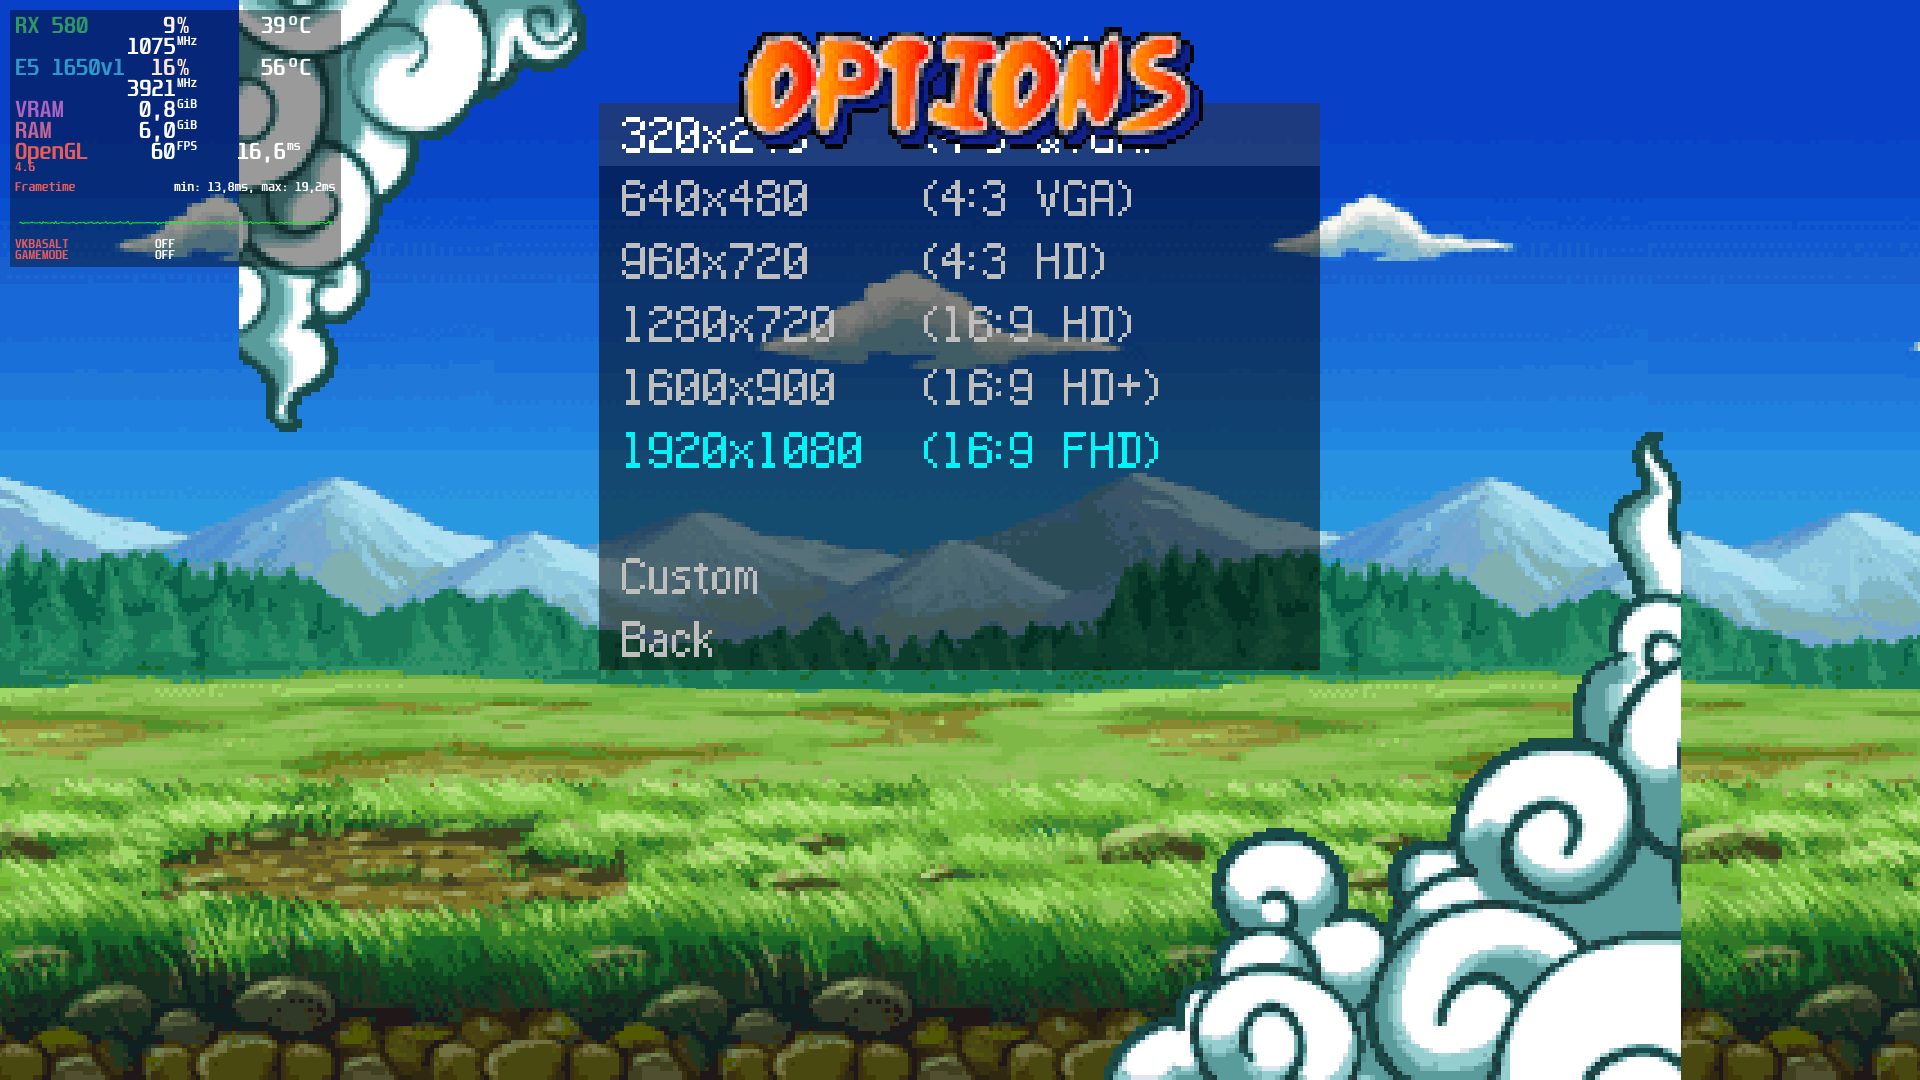 RX 580 9% 39°C
1075MHz
E5 1650v1 16% 56°C
3921MHz
VRAM 0,8GiB
RAM 6,0GiB
OpenGL 60FPS 16,6ms
4.6
Frametime min: 13,8ms, max: 19,2ms
VKBASALT OFF
GAMEMODE OFF
OPTIONS
640x480 (4:3 VGA)
960x720 (4:3 HD)
1280x720 (16:9 HD)
1600x900 (16:9 HD+)
1920x1080 (16:9 FHD)
Custom
Back